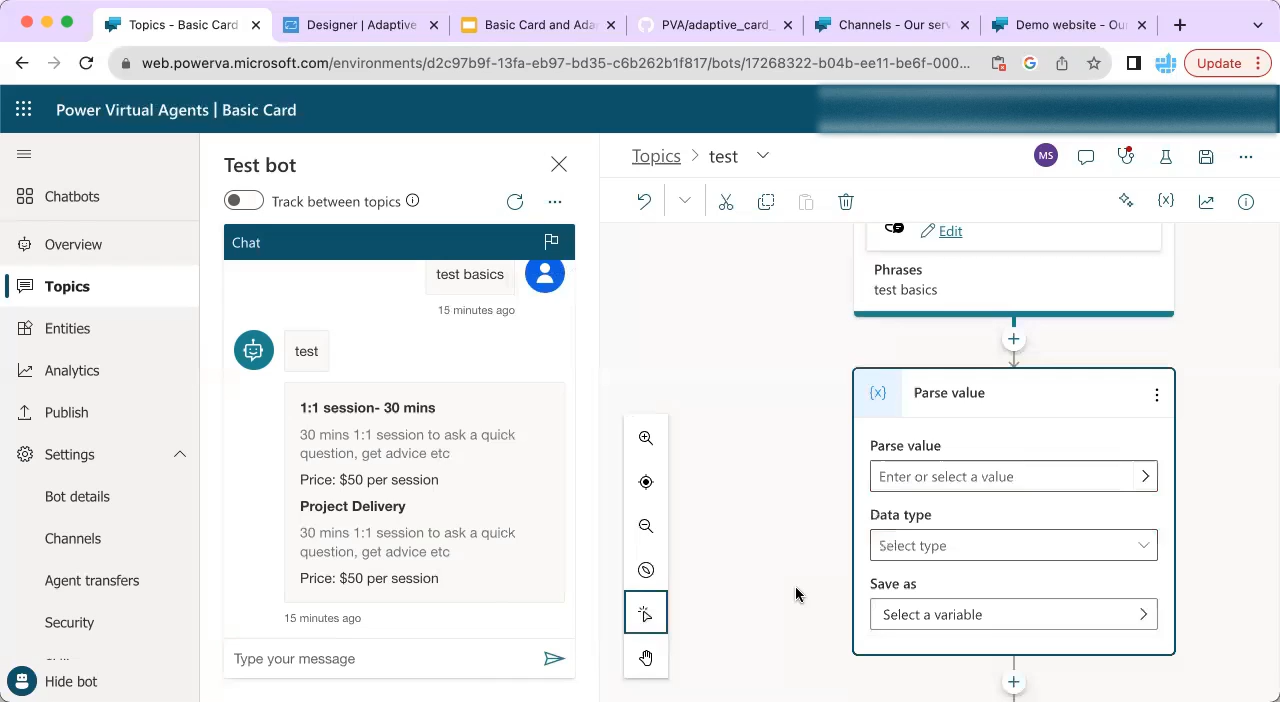 Topics - Basic Card
Designer | Adaptive
Basic Card and Ada
PVA/adaptive_card_
Channels - Our ser
Demo website - Ou
web.powerva.microsoft.com/environments/d2c97b9f-13fa-eb97-bd35-c6b262b1f817/bots/17268322-b04b-ee11-be6f-000...
Update
Power Virtual Agents | Basic Card
Chatbots
Overview
Topics
Entities
Analytics
Publish
Settings
Bot details
Channels
Agent transfers
Security
Hide bot
Test bot
Track between topics
Chat
test basics
15 minutes ago
test
1:1 session- 30 mins
30 mins 1:1 session to ask a quick
question, get advice etc
Price: $50 per session
Project Delivery
30 mins 1:1 session to ask a quick
question, get advice etc
Price: $50 per session
15 minutes ago
Type your message
Topics > test
MS
{x}
Edit
Phrases
test basics
{x} Parse value
Parse value
Enter or select a value
Data type
Select type
Save as
Select a variable